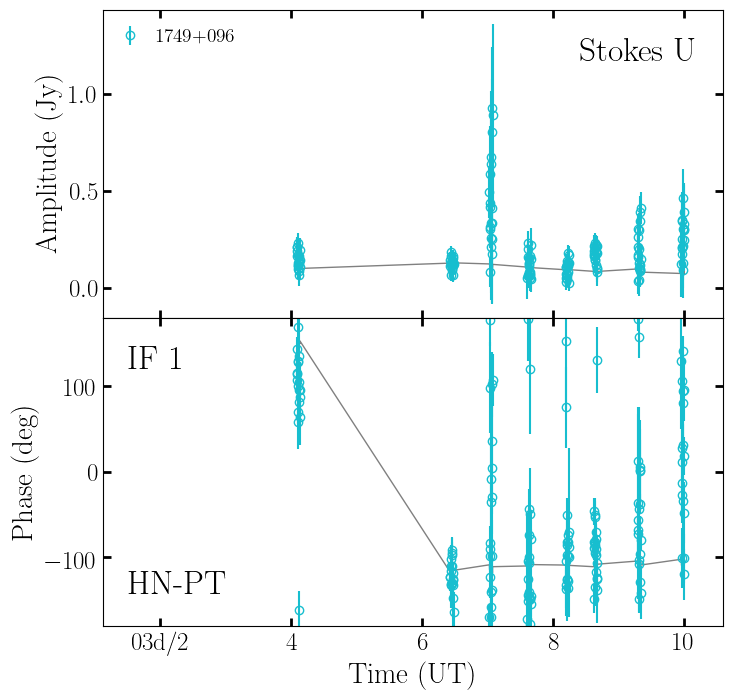 1749+096
Stokes U
Amplitude (Jy)
1.0
0.5
0.0
IF 1
HN-PT
Phase (deg)
100
0
−100
03d/2
4
6
8
10
Time (UT)